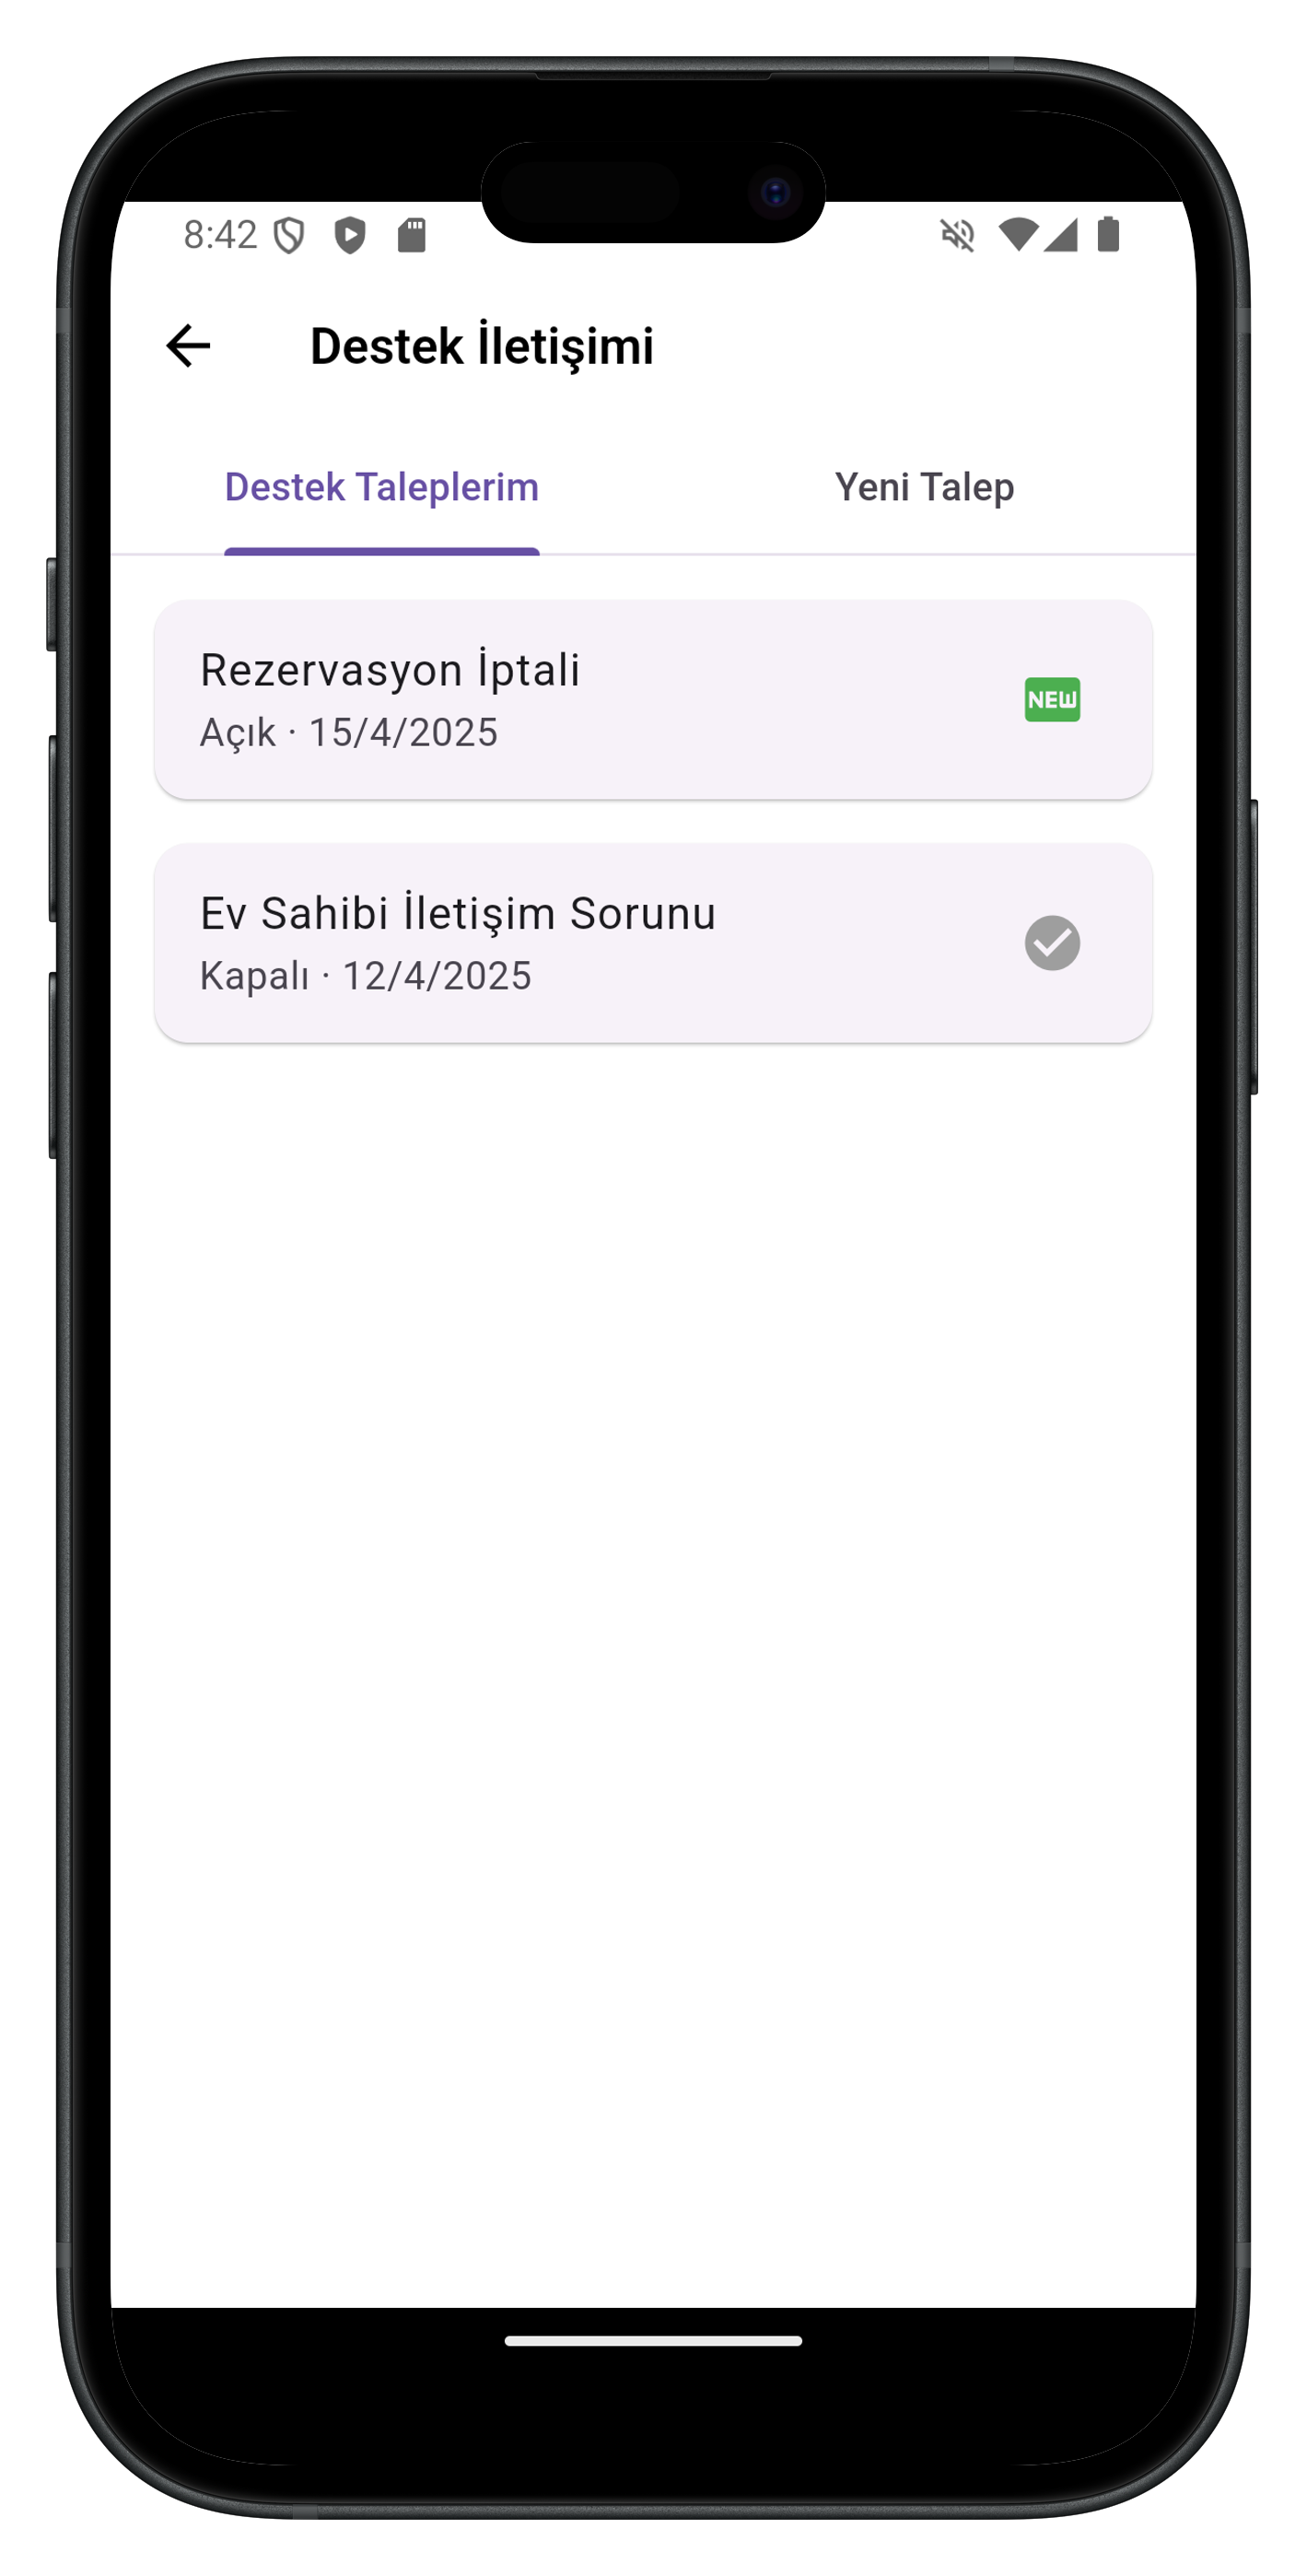 8:42
Destek İletişimi
Destek Taleplerim
Yeni Talep
Rezervasyon İptali
Açık · 15/4/2025
NEW
Ev Sahibi İletişim Sorunu
Kapalı · 12/4/2025